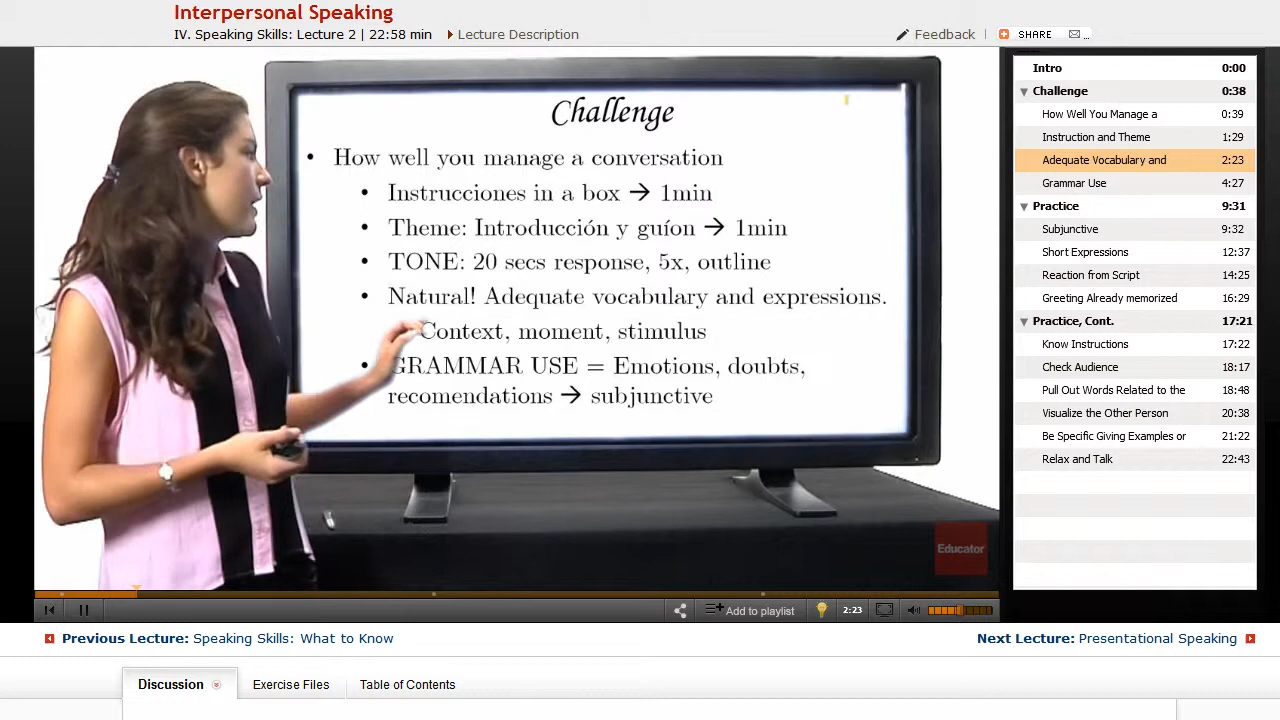 Interpersonal Speaking
IV. Speaking Skills: Lecture 2 | 22:58 min
Lecture Description
Feedback
SHARE
Challenge
• How well you manage a conversation
• Instrucciones in a box → 1min
• Theme: Introducción y guíon → 1min
• TONE: 20 secs response, 5x, outline
• Natural! Adequate vocabulary and expressions.
Context, moment, stimulus
• GRAMMAR USE = Emotions, doubts,
recomendations → subjunctive
Educator
Add to playlist
2:23
Intro 0:00
Challenge 0:38
How Well You Manage a 0:39
Instruction and Theme 1:29
Adequate Vocabulary and 2:23
Grammar Use 4:27
Practice 9:31
Subjunctive 9:32
Short Expressions 12:37
Reaction from Script 14:25
Greeting Already memorized 16:29
Practice, Cont. 17:21
Know Instructions 17:22
Check Audience 18:17
Pull Out Words Related to the 18:48
Visualize the Other Person 20:38
Be Specific Giving Examples or 21:22
Relax and Talk 22:43
Previous Lecture: Speaking Skills: What to Know
Next Lecture: Presentational Speaking
Discussion
Exercise Files
Table of Contents